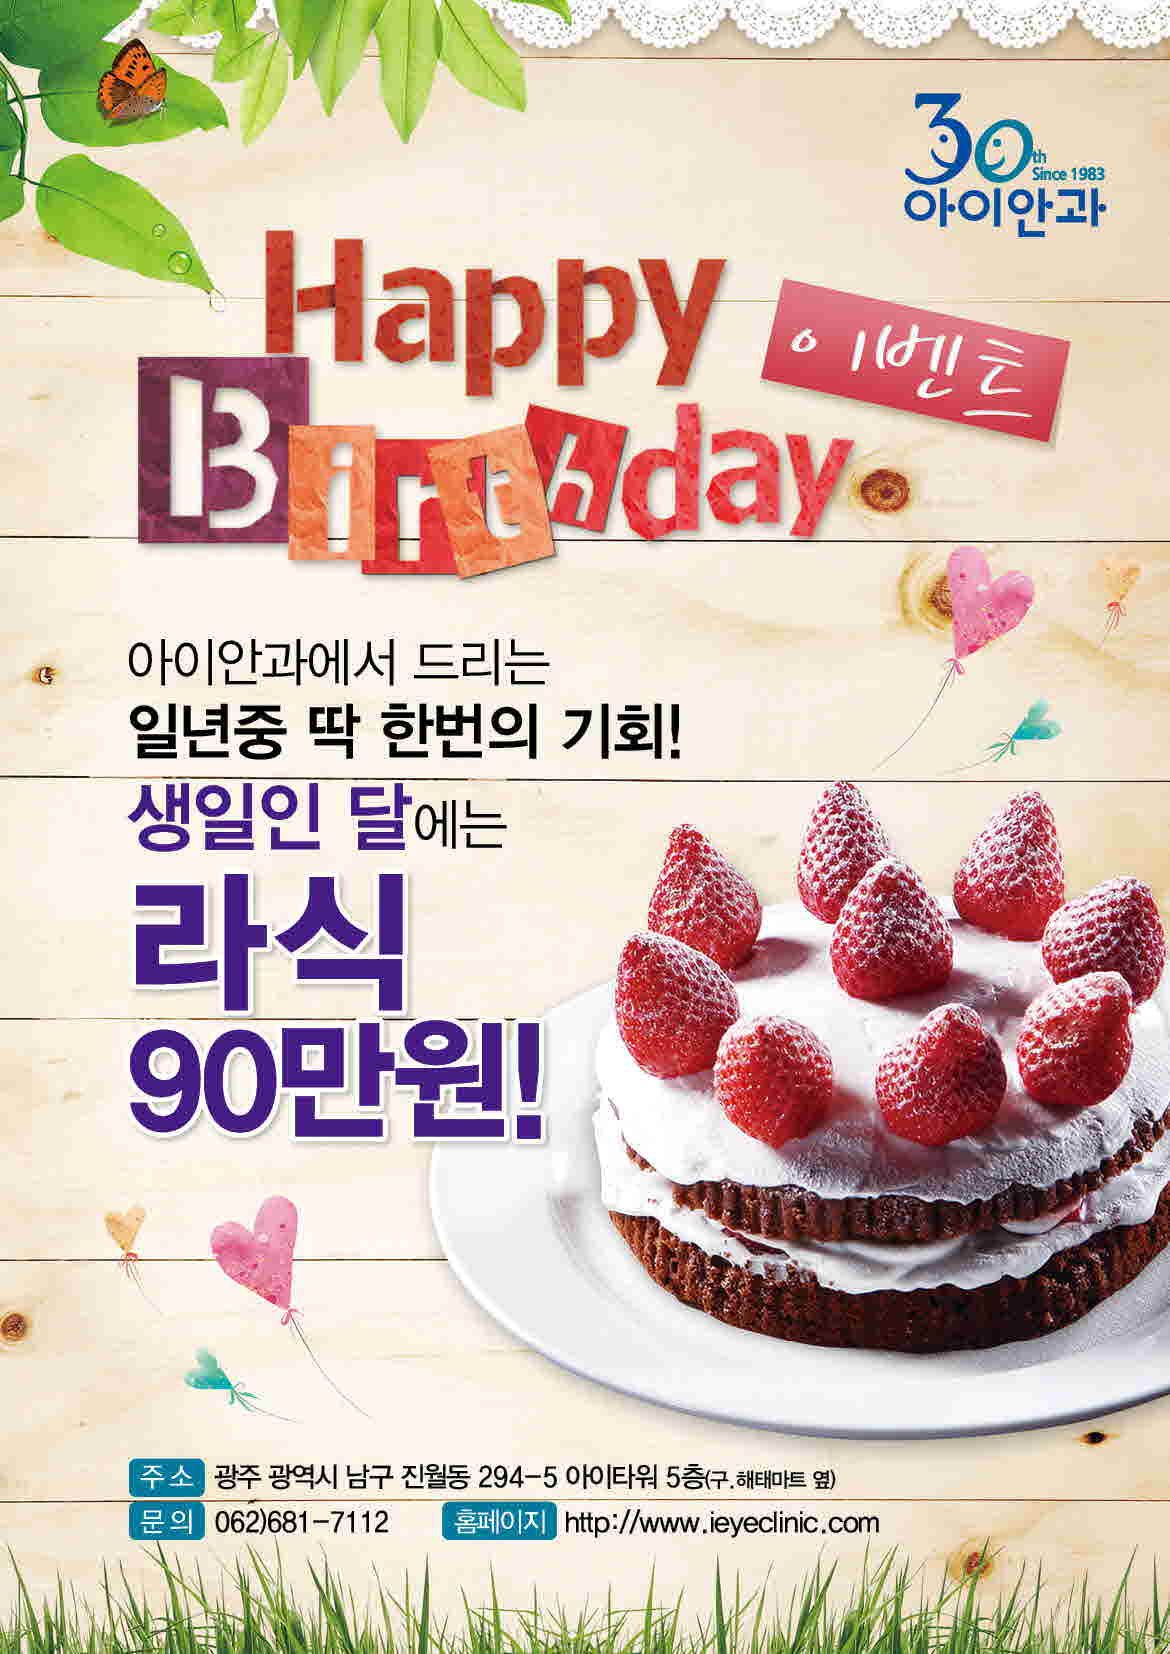 30th
Since 1983
아이안과
Happy
이벤트
Birthday
아이안과에서 드리는
일년중 딱 한번의 기회!
생일인 달에는
라식
90만원!
주소 광주 광역시 남구 진월동 294-5 아이타워 5층(구.해태마트 옆)
문의 062)681-7112 홈페이지 http://www.ieyeclinic.com